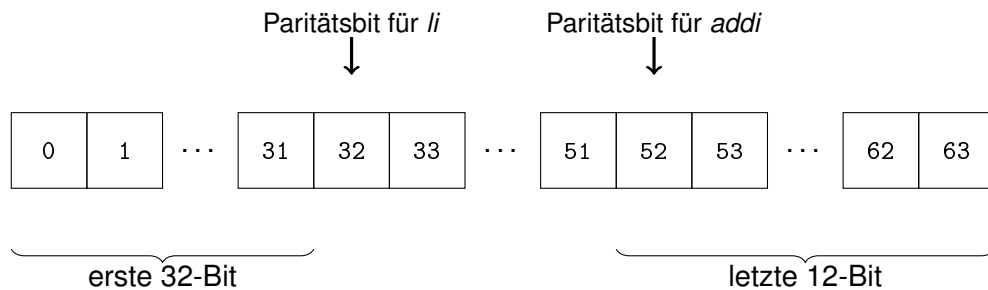 Paritätsbit für li Paritätsbit für addi
0 1 ... 31 32 33 ... 51 52 53 ... 62 63
erste 32-Bit letzte 12-Bit